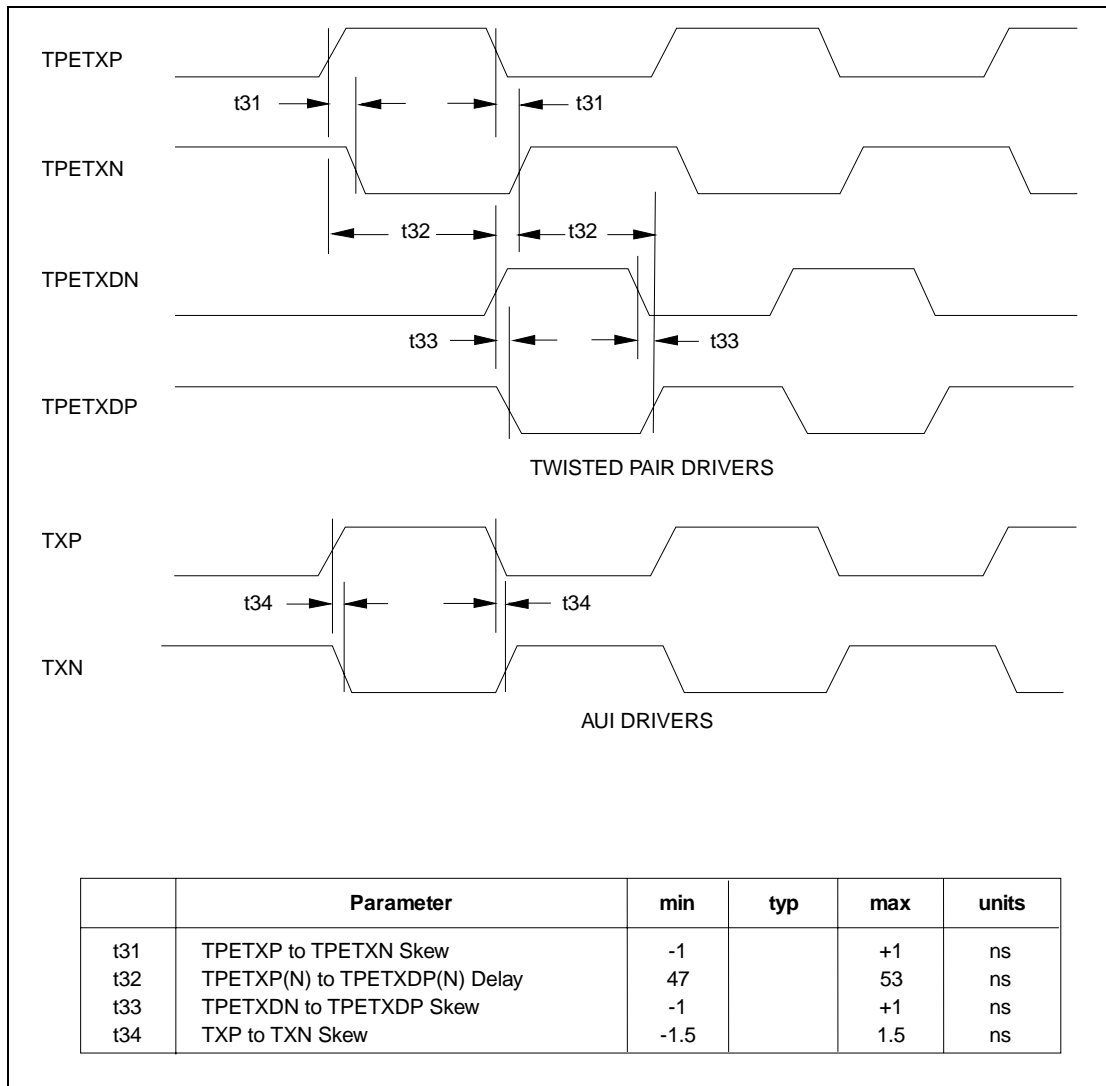 TPETXP
t31 t31
TPETXN
t32 t32
TPETXDN
t33 t33
TPETXDP
TWISTED PAIR DRIVERS
TXP
t34 t34
TXN
AUI DRIVERS
Parameter min typ max units
t31 TPETXP to TPETXN Skew -1 +1 ns
t32 TPETXP(N) to TPETXDP(N) Delay 47 53 ns
t33 TPETXDN to TPETXDP Skew -1 +1 ns
t34 TXP to TXN Skew -1.5 1.5 ns